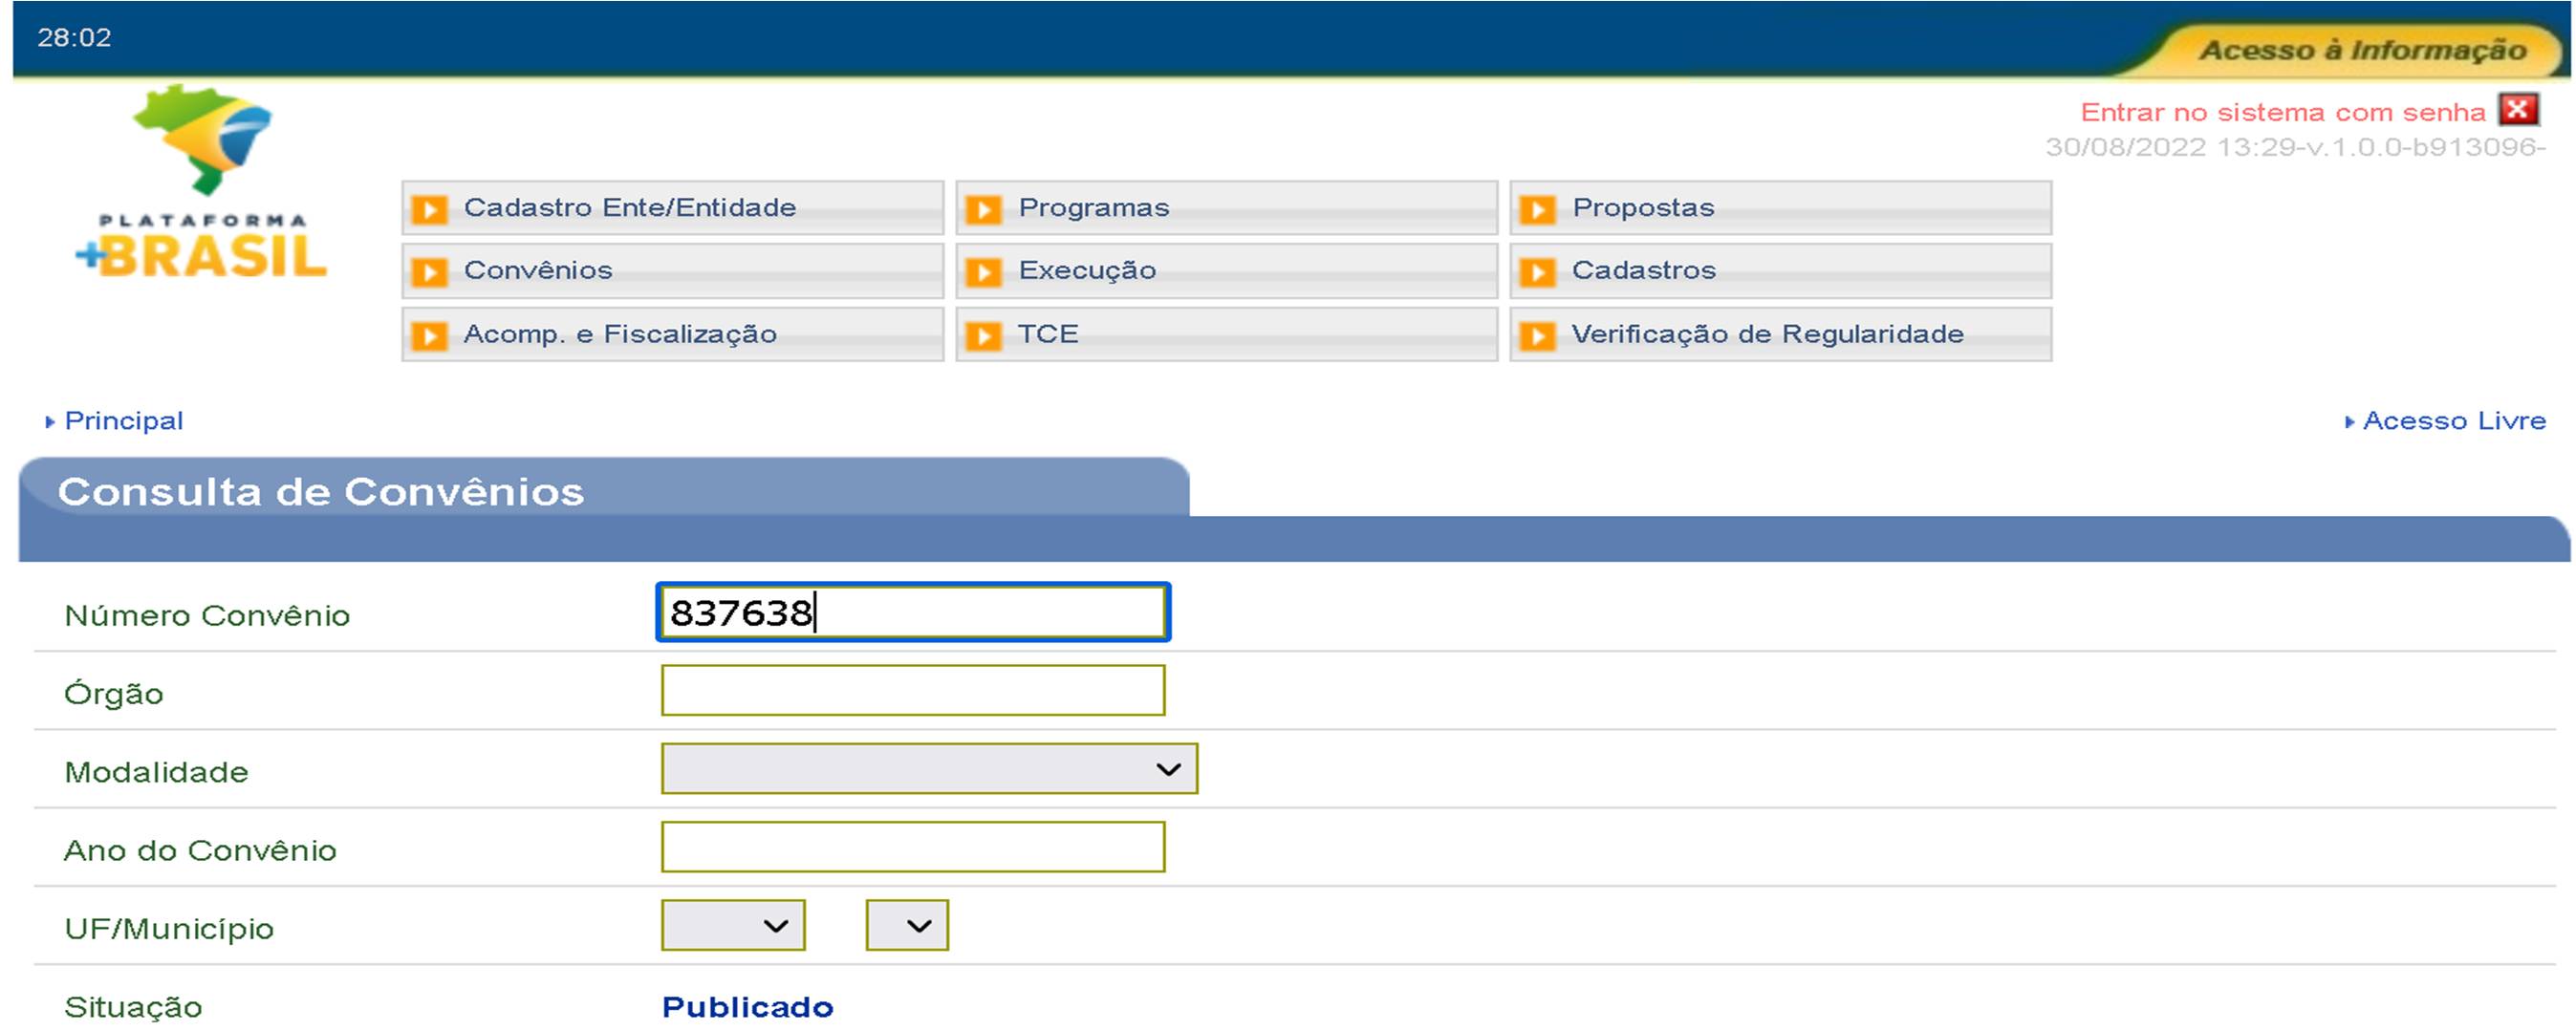 28:02
Acesso à Informação
Entrar no sistema com senha
30/08/2022 13:29-v.1.0.0-b913096-
PLATAFORMA
+BRASIL
Cadastro Ente/Entidade Programas Propostas
Convênios Execução Cadastros
Acomp. e Fiscalização TCE Verificação de Regularidade
Principal Acesso Livre
Consulta de Convênios
Número Convênio 837638
Órgão
Modalidade
Ano do Convênio
UF/Município
Situação Publicado